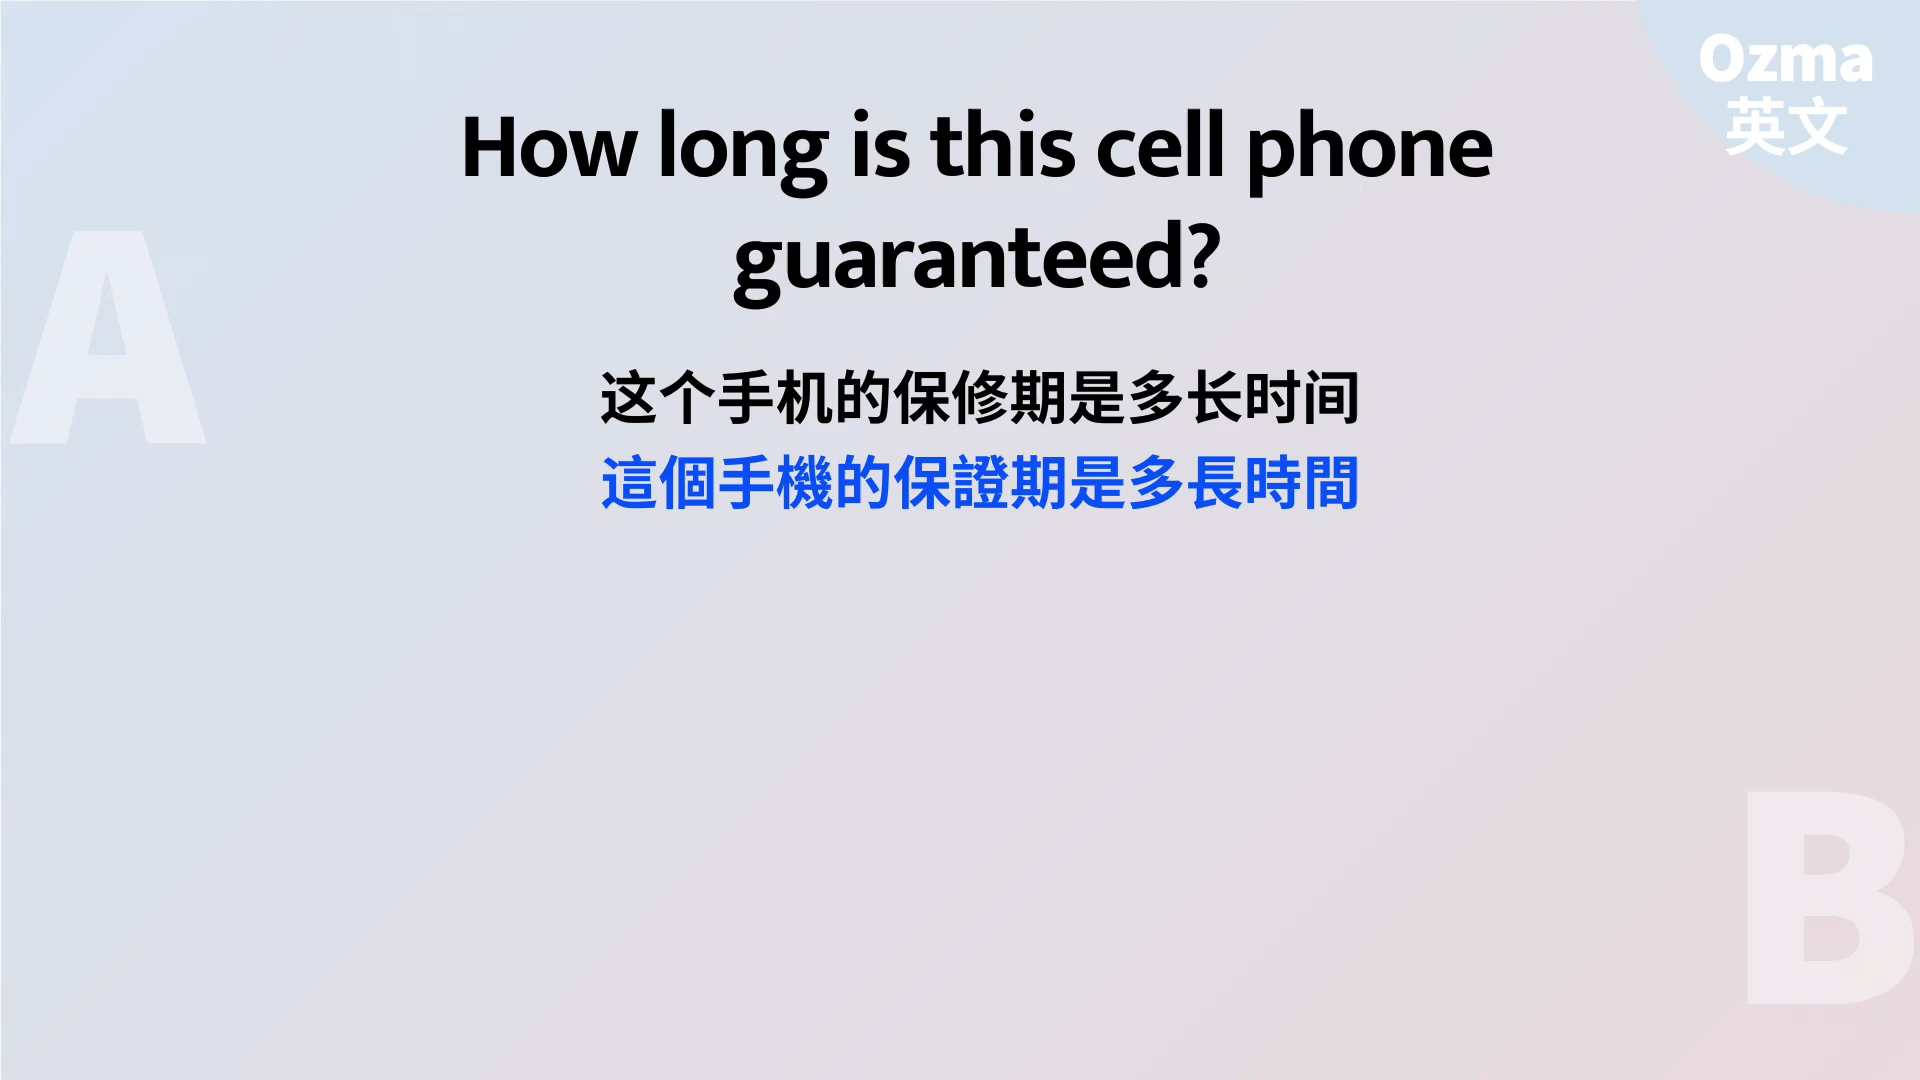 Ozma
英文
How long is this cell phone
guaranteed?
这个手机的保修期是多长时间
這個手機的保證期是多長時間
A
B